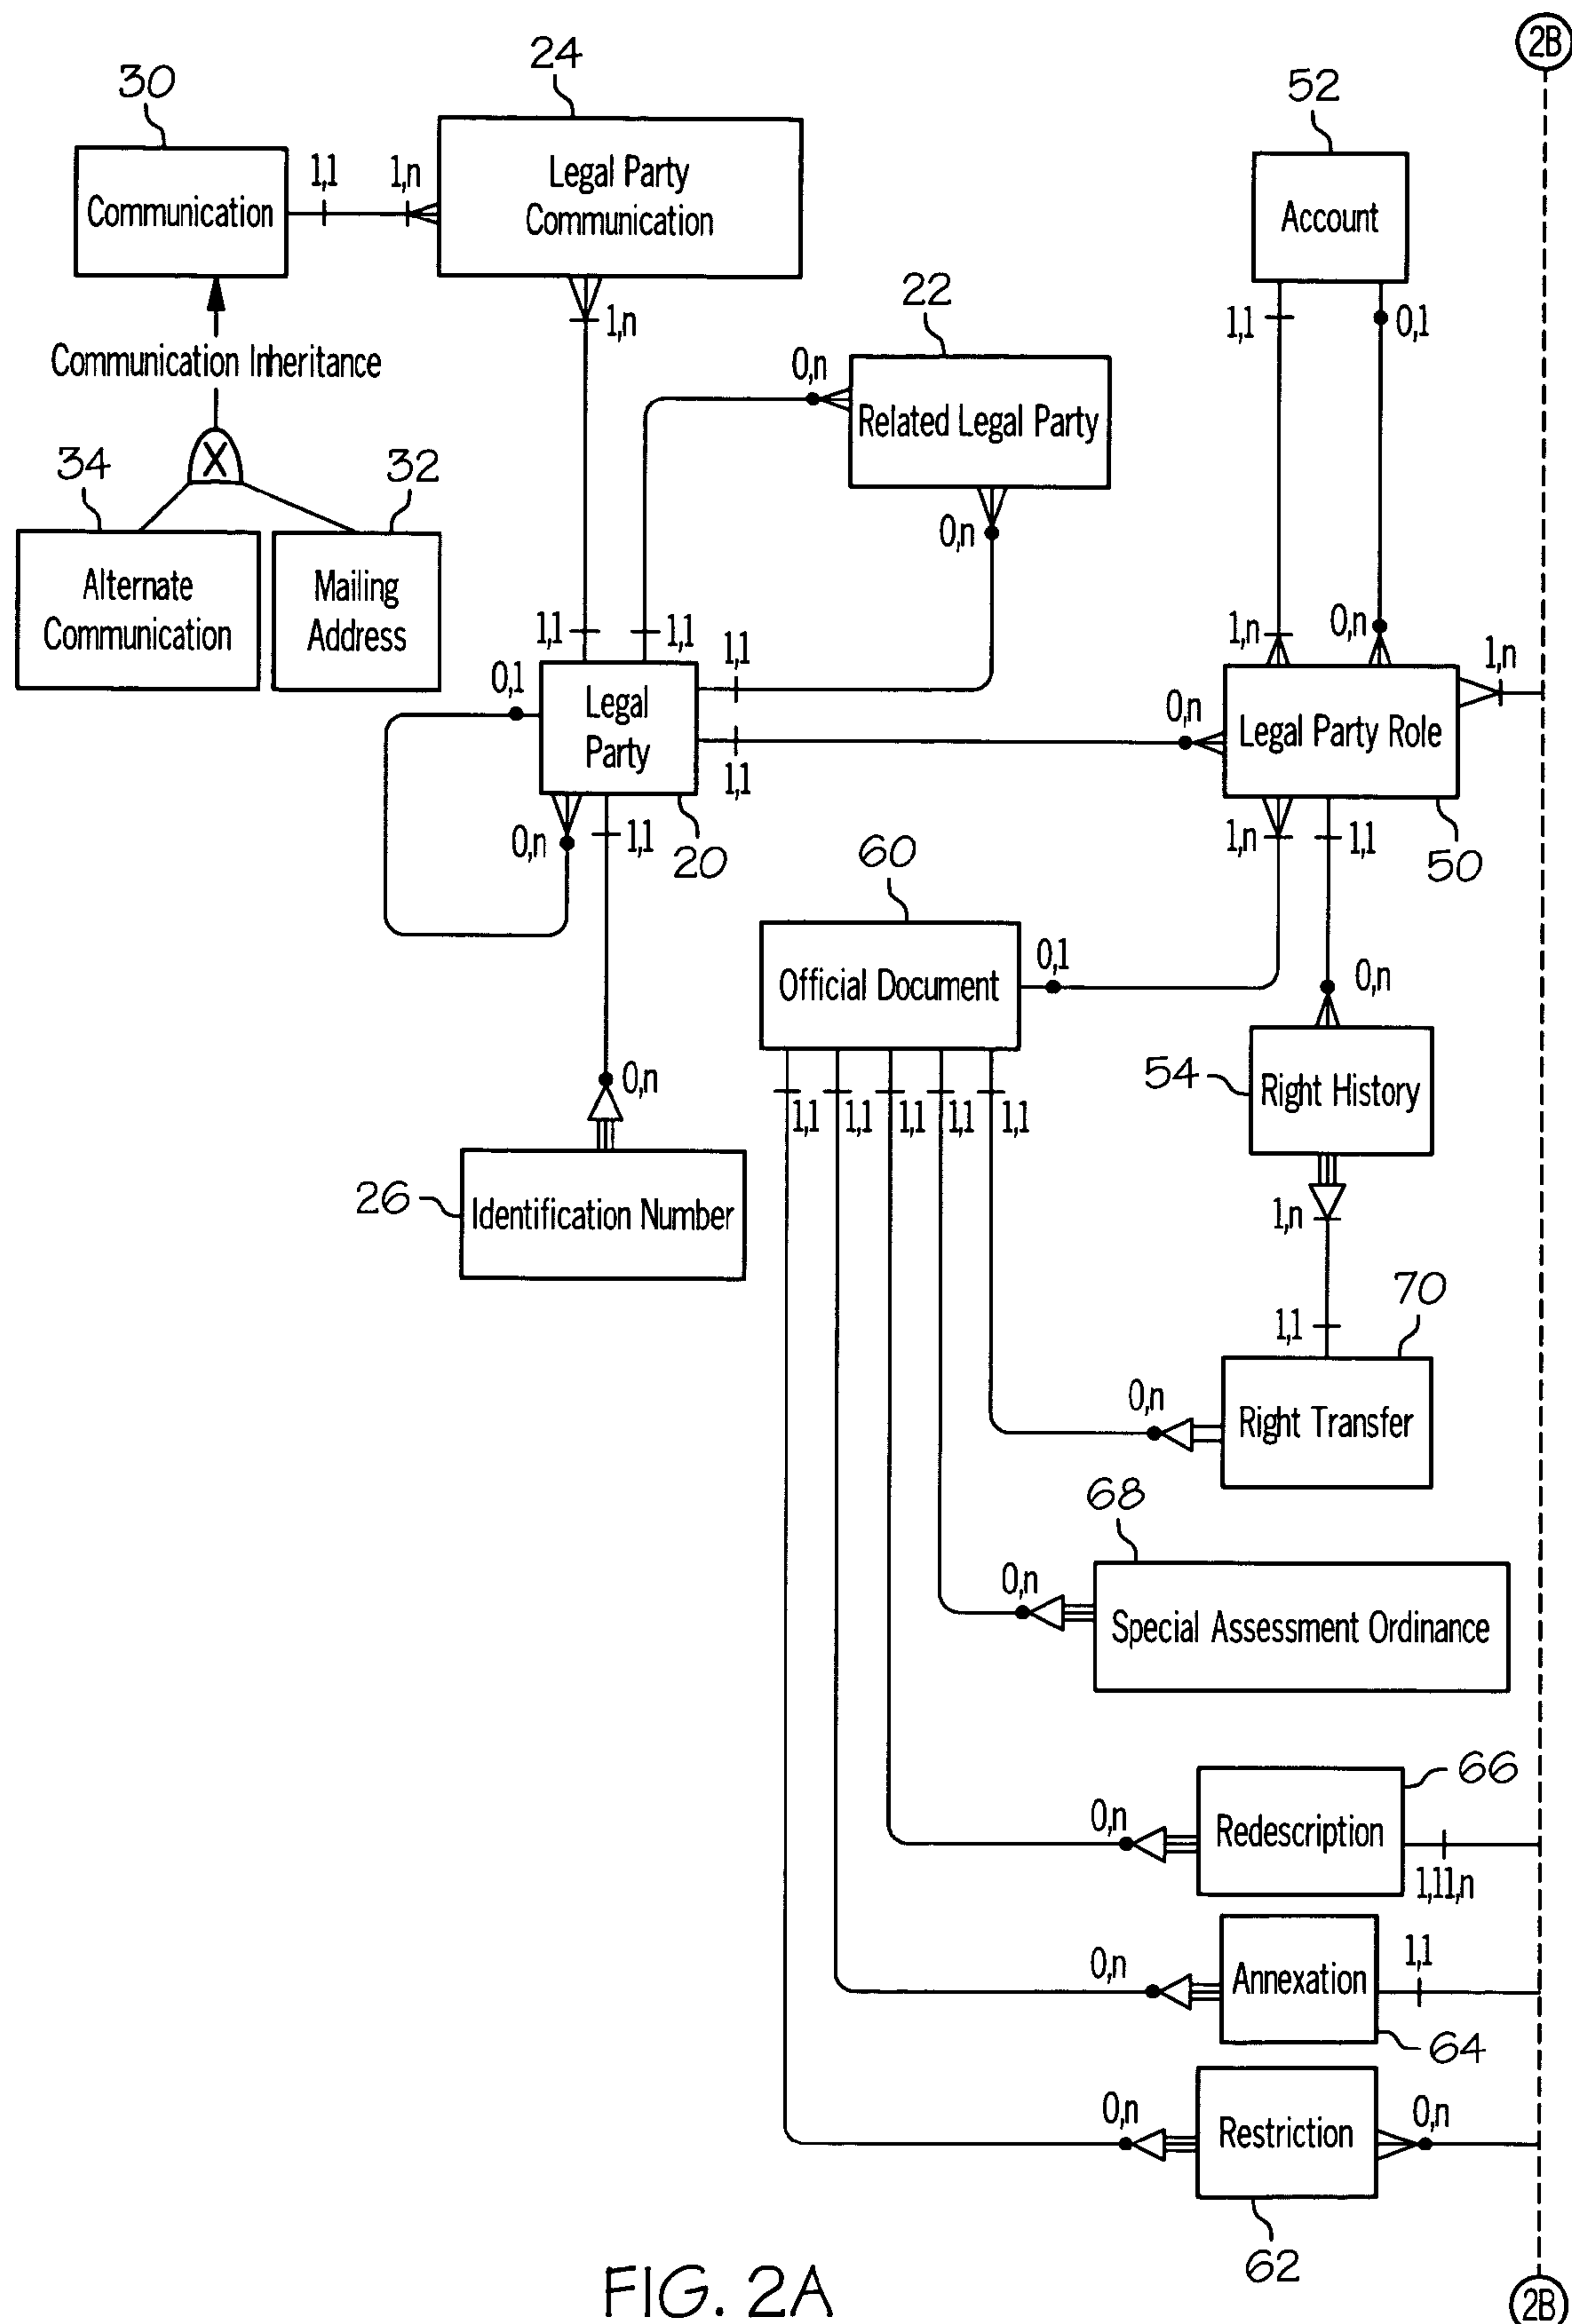 2B
24
30
52
1,1
1,n
Legal Party
Communication
Communication
Account
22
1,n
1,1
0,1
Communication Inheritance
0,n
Related Legal Party
34
32
0,n
Alternate
Communication
Mailing
Address
1,1
1,1
1,1
1,n
0,n
1,n
0,1
Legal
Party
0,n
Legal Party Role
1,1
0,n
1,1
20
60
1,n
1,1
50
Official Document
0,1
0,n
54
Right History
0,n
1,1
1,1
1,1
1,1
1,1
26
Identification Number
1,n
70
1,1
0,n
Right Transfer
68
0,n
Special Assessment Ordinance
66
0,n
Redescription
1,11,n
0,n
Annexation
1,1
64
0,n
Restriction
0,n
62
FIG. 2A
2B